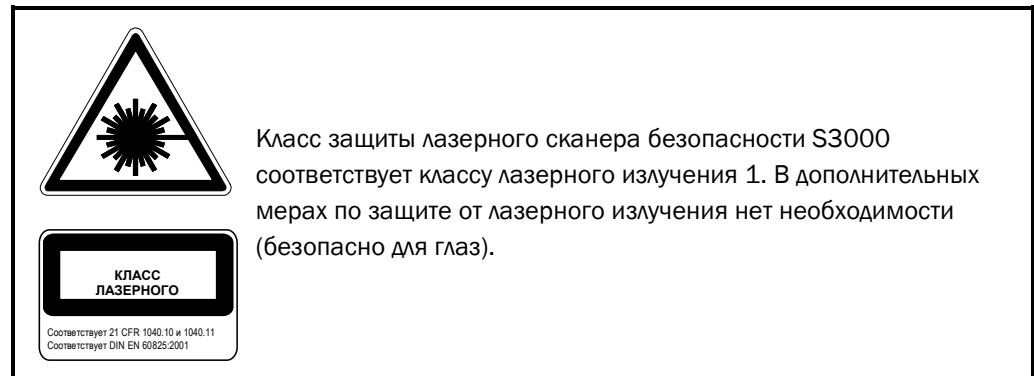 Класс защиты лазерного сканера безопасности S3000
соответствует классу лазерного излучения 1. В дополнительных
мерах по защите от лазерного излучения нет необходимости
(безопасно для глаз).
КЛАСС
ЛАЗЕРНОГО
Соответствует 21 CFR 1040.10 и 1040.11
Соответствует DIN EN 60825:2001